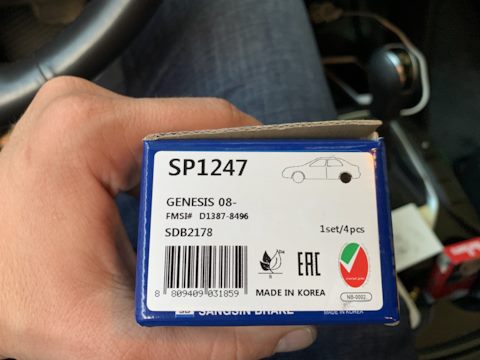 SP1247
GENESIS 08-
FMSI# D1387-8496
SDB2178
1set/4pcs
8 809409 031859
EAC
MADE IN KOREA
NB-0002
SANGSIN BRAKE
MADE IN KOREA